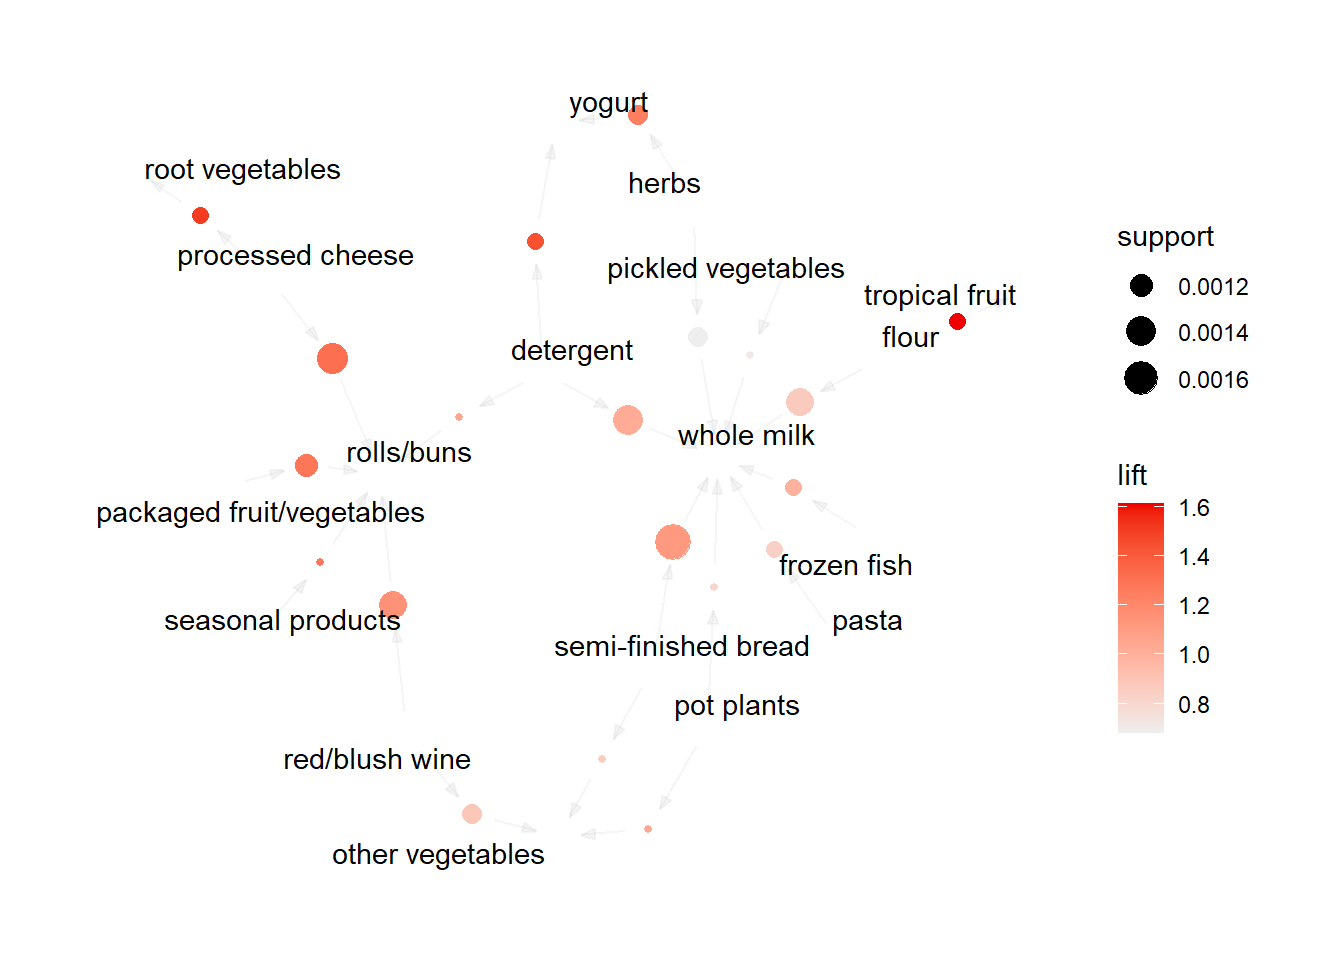 yogurt
root vegetables
herbs
processed cheese
pickled vegetables
tropical fruit
flour
detergent
whole milk
rolls/buns
packaged fruit/vegetables
frozen fish
seasonal products
pasta
semi-finished bread
pot plants
red/blush wine
other vegetables
support
0.0012
0.0014
0.0016
lift
1.6
1.4
1.2
1.0
0.8